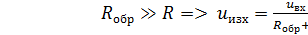 Rобр ≫ R => uизх = uвх / Rобр+